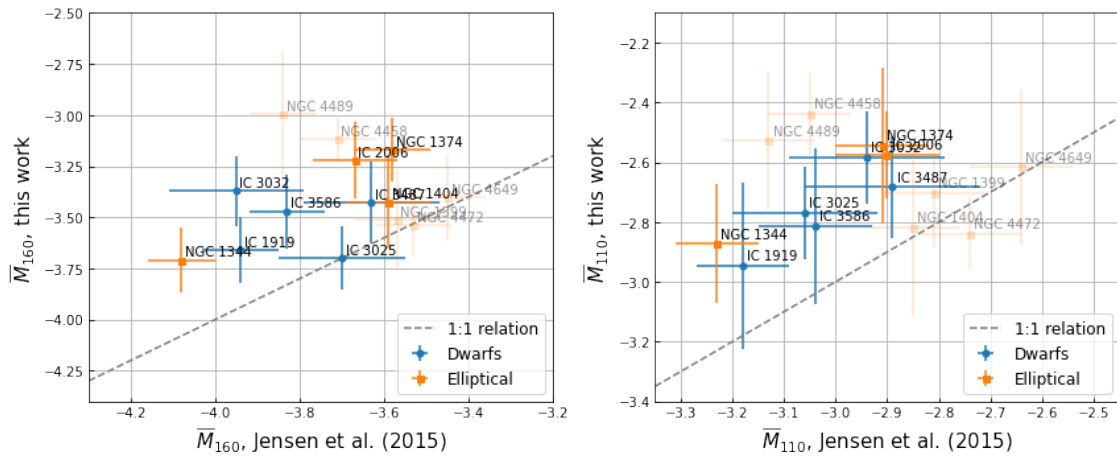 −2.50
−2.75
−3.00
−3.25
−3.50
−3.75
−4.00
−4.25
M̅₁₆₀, this work
NGC 4489
NGC 4458
NGC 1374
IC 2006
IC 3032
IC 3586
IC 3487
NGC 1404
NGC 4649
NGC 1399
NGC 4472
IC 1919
NGC 1344
IC 3025
1:1 relation
Dwarfs
Elliptical
−4.2 −4.0 −3.8 −3.6 −3.4 −3.2
M̅₁₆₀, Jensen et al. (2015)
−2.2
−2.4
−2.6
−2.8
−3.0
−3.2
−3.4
M̅₁₁₀, this work
NGC 4458
NGC 4489
NGC 1374
IC 3032
IC 2006
NGC 4649
IC 3487
NGC 1399
IC 3025
IC 3586
NGC 1404
NGC 4472
NGC 1344
IC 1919
1:1 relation
Dwarfs
Elliptical
−3.3 −3.2 −3.1 −3.0 −2.9 −2.8 −2.7 −2.6 −2.5
M̅₁₁₀, Jensen et al. (2015)